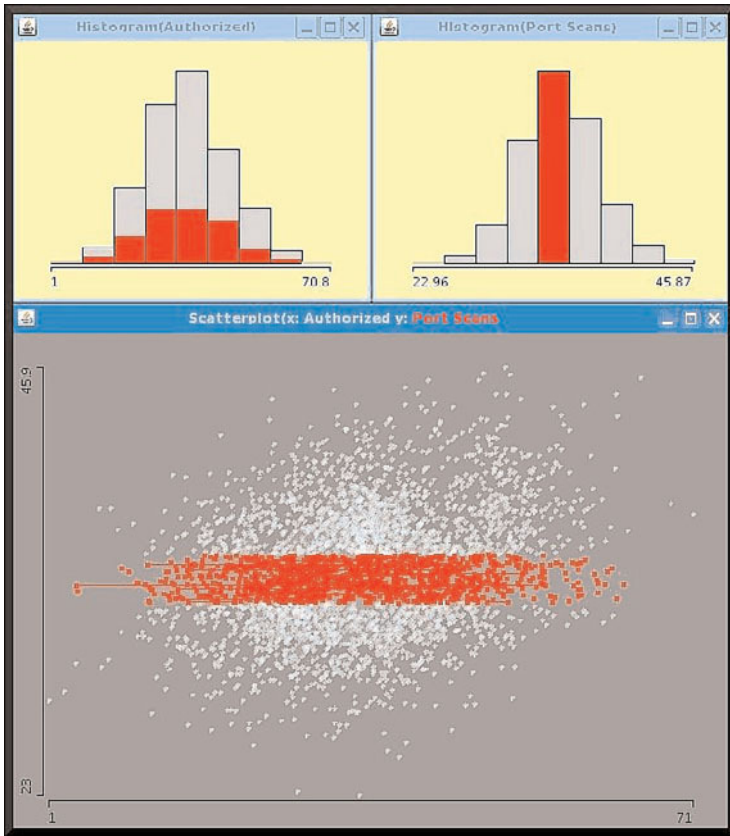 Histogram(Authorized)
Histogram(Port Scans)
1
70.8
22.96
45.87
Scatterplot(x: Authorized y: Port Scans
45.9
23
1
71